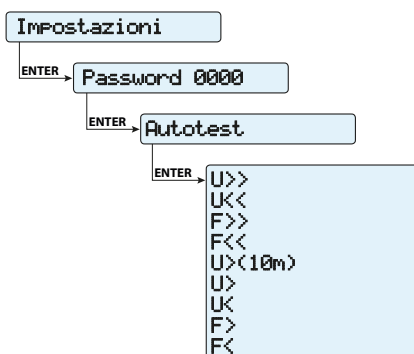 Impostazioni
ENTER
Password 0000
ENTER
Autotest
ENTER
U>>
U<<
F>>
F<<
U>(10m)
U>
U<
F>
F<